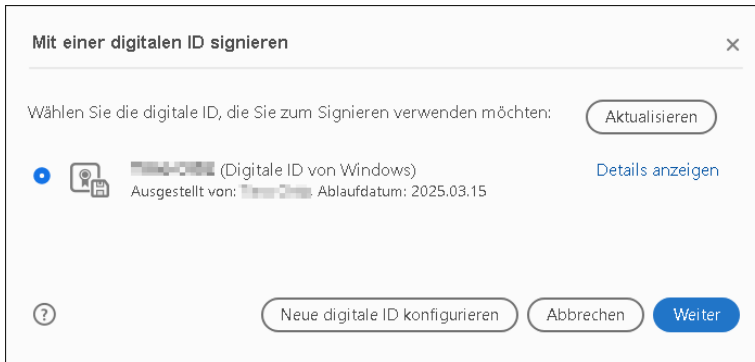 Mit einer digitalen ID signieren
Wählen Sie die digitale ID, die Sie zum Signieren verwenden möchten:
Aktualisieren
(Digitale ID von Windows)
Details anzeigen
Ausgestellt von: Ablaufdatum: 2025.03.15
?
Neue digitale ID konfigurieren
Abbrechen
Weiter